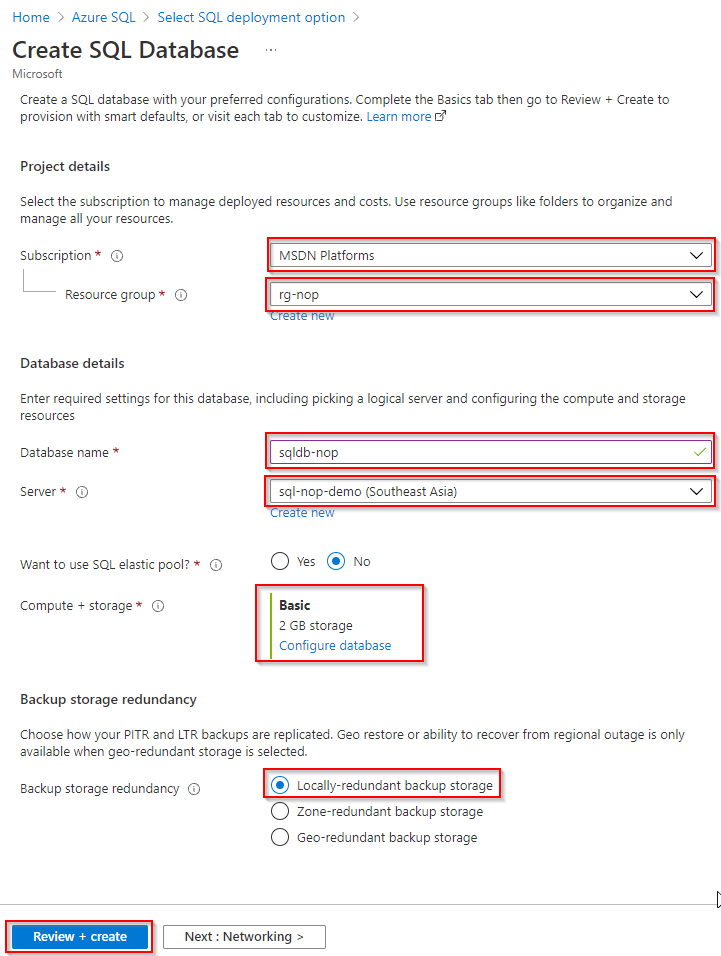 Home > Azure SQL > Select SQL deployment option >
Create SQL Database ...
Microsoft
Create a SQL database with your preferred configurations. Complete the Basics tab then go to Review + Create to
provision with smart defaults, or visit each tab to customize. Learn more
Project details
Select the subscription to manage deployed resources and costs. Use resource groups like folders to organize and
manage all your resources.
Subscription * MSDN Platforms
Resource group * rg-nop
Create new
Database details
Enter required settings for this database, including picking a logical server and configuring the compute and storage
resources
Database name * sqldb-nop
Server * sql-nop-demo (Southeast Asia)
Create new
Want to use SQL elastic pool? * Yes No
Compute + storage * Basic
2 GB storage
Configure database
Backup storage redundancy
Choose how your PITR and LTR backups are replicated. Geo restore or ability to recover from regional outage is only
available when geo-redundant storage is selected.
Backup storage redundancy Locally-redundant backup storage
Zone-redundant backup storage
Geo-redundant backup storage
Review + create Next : Networking >